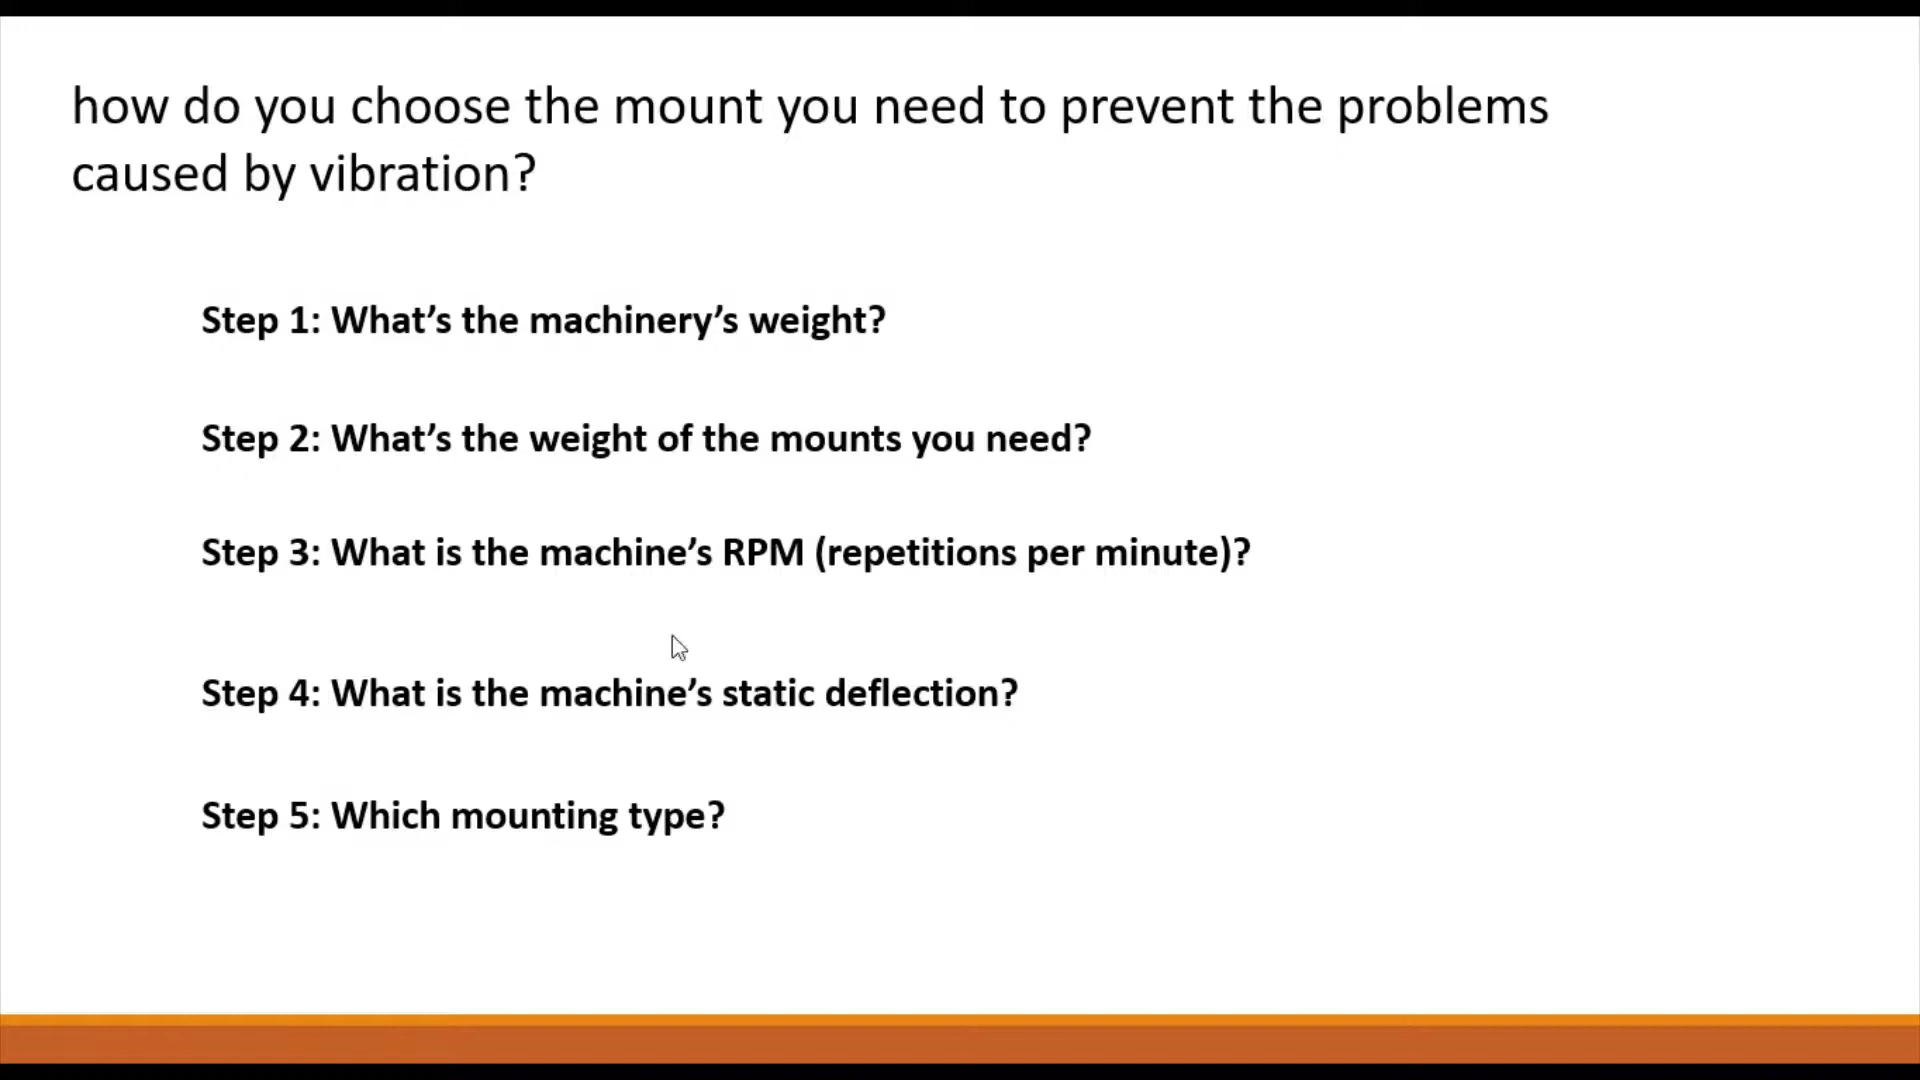 how do you choose the mount you need to prevent the problems
caused by vibration?
Step 1: What’s the machinery’s weight?
Step 2: What’s the weight of the mounts you need?
Step 3: What is the machine’s RPM (repetitions per minute)?
Step 4: What is the machine’s static deflection?
Step 5: Which mounting type?